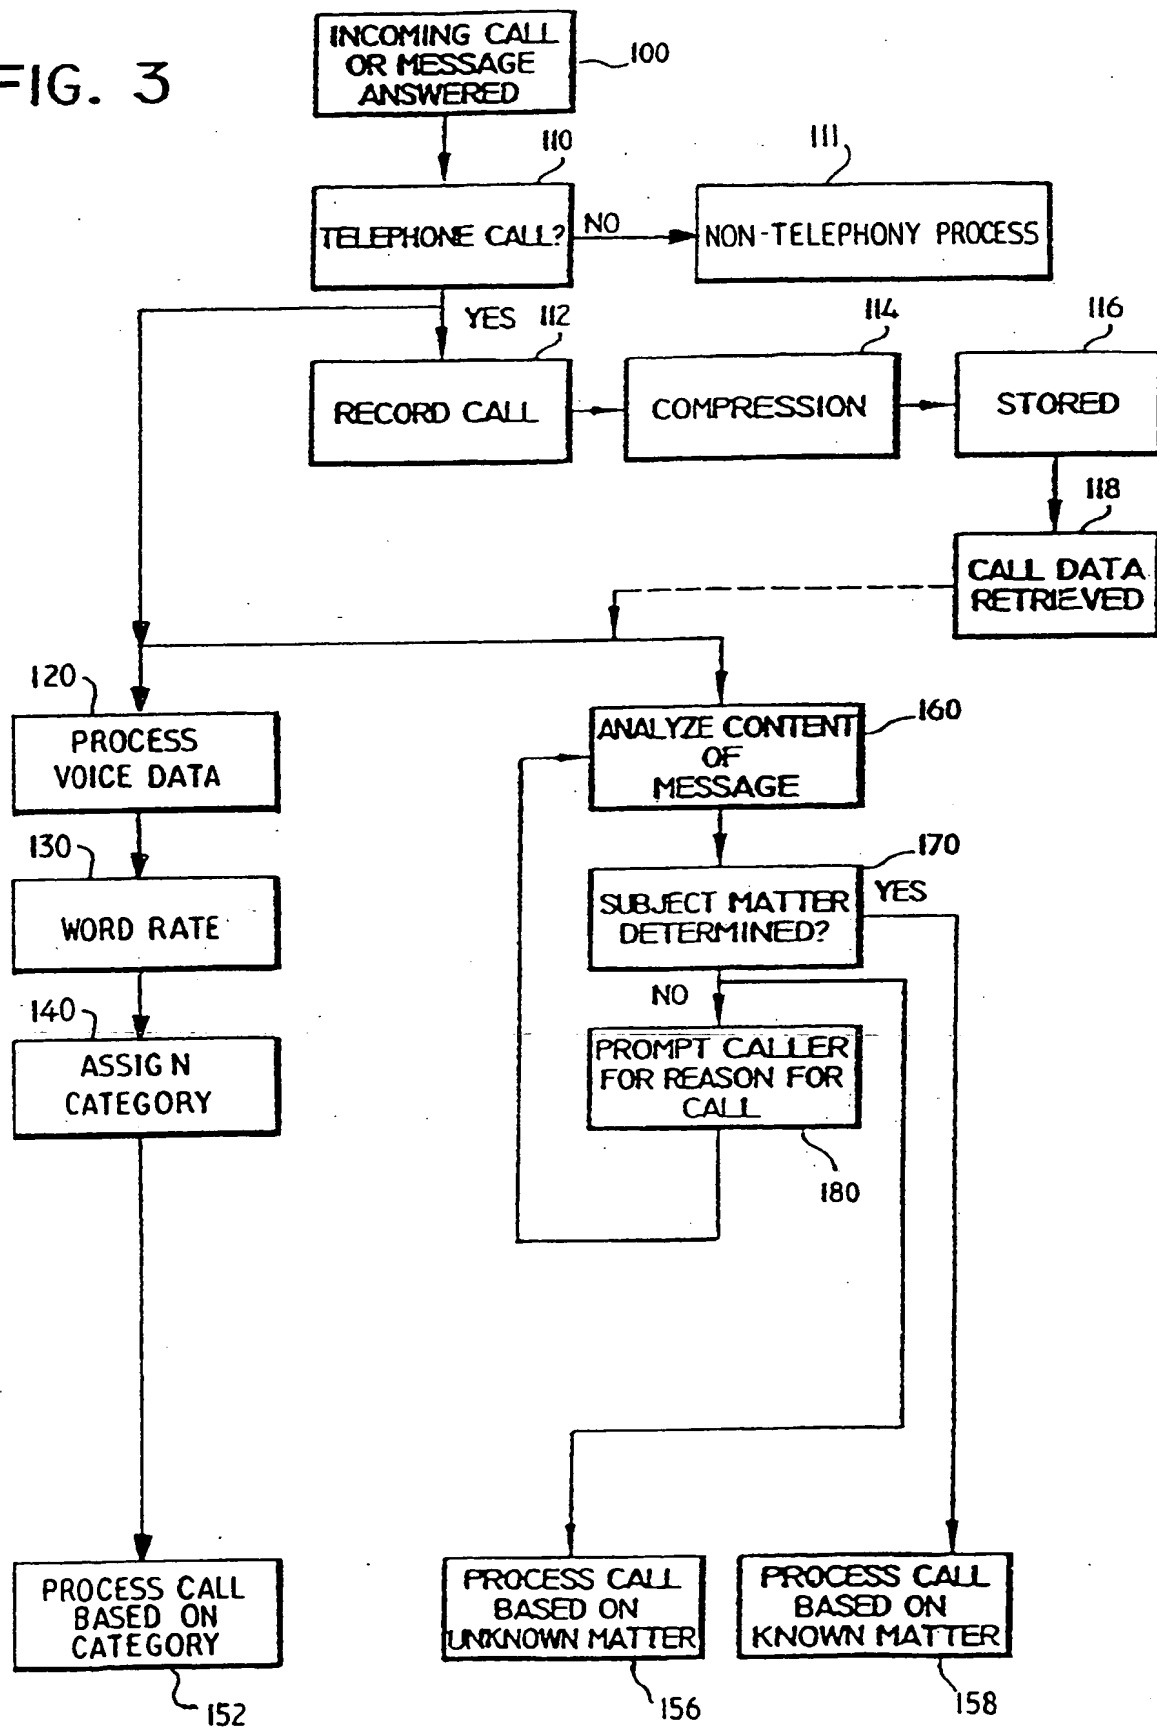 FIG. 3
INCOMING CALL
OR MESSAGE
ANSWERED
100
110
TELEPHONE CALL?
NO
111
NON-TELEPHONY PROCESS
YES
112
RECORD CALL
114
COMPRESSION
116
STORED
118
CALL DATA
RETRIEVED
120
PROCESS
VOICE DATA
130
WORD RATE
140
ASSIGN
CATEGORY
160
ANALYZE CONTENT
OF
MESSAGE
170
SUBJECT MATTER
DETERMINED?
YES
NO
PROMPT CALLER
FOR REASON FOR
CALL
180
PROCESS CALL
BASED ON
CATEGORY
152
PROCESS CALL
BASED ON
UNKNOWN MATTER
156
PROCESS CALL
BASED ON
KNOWN MATTER
158